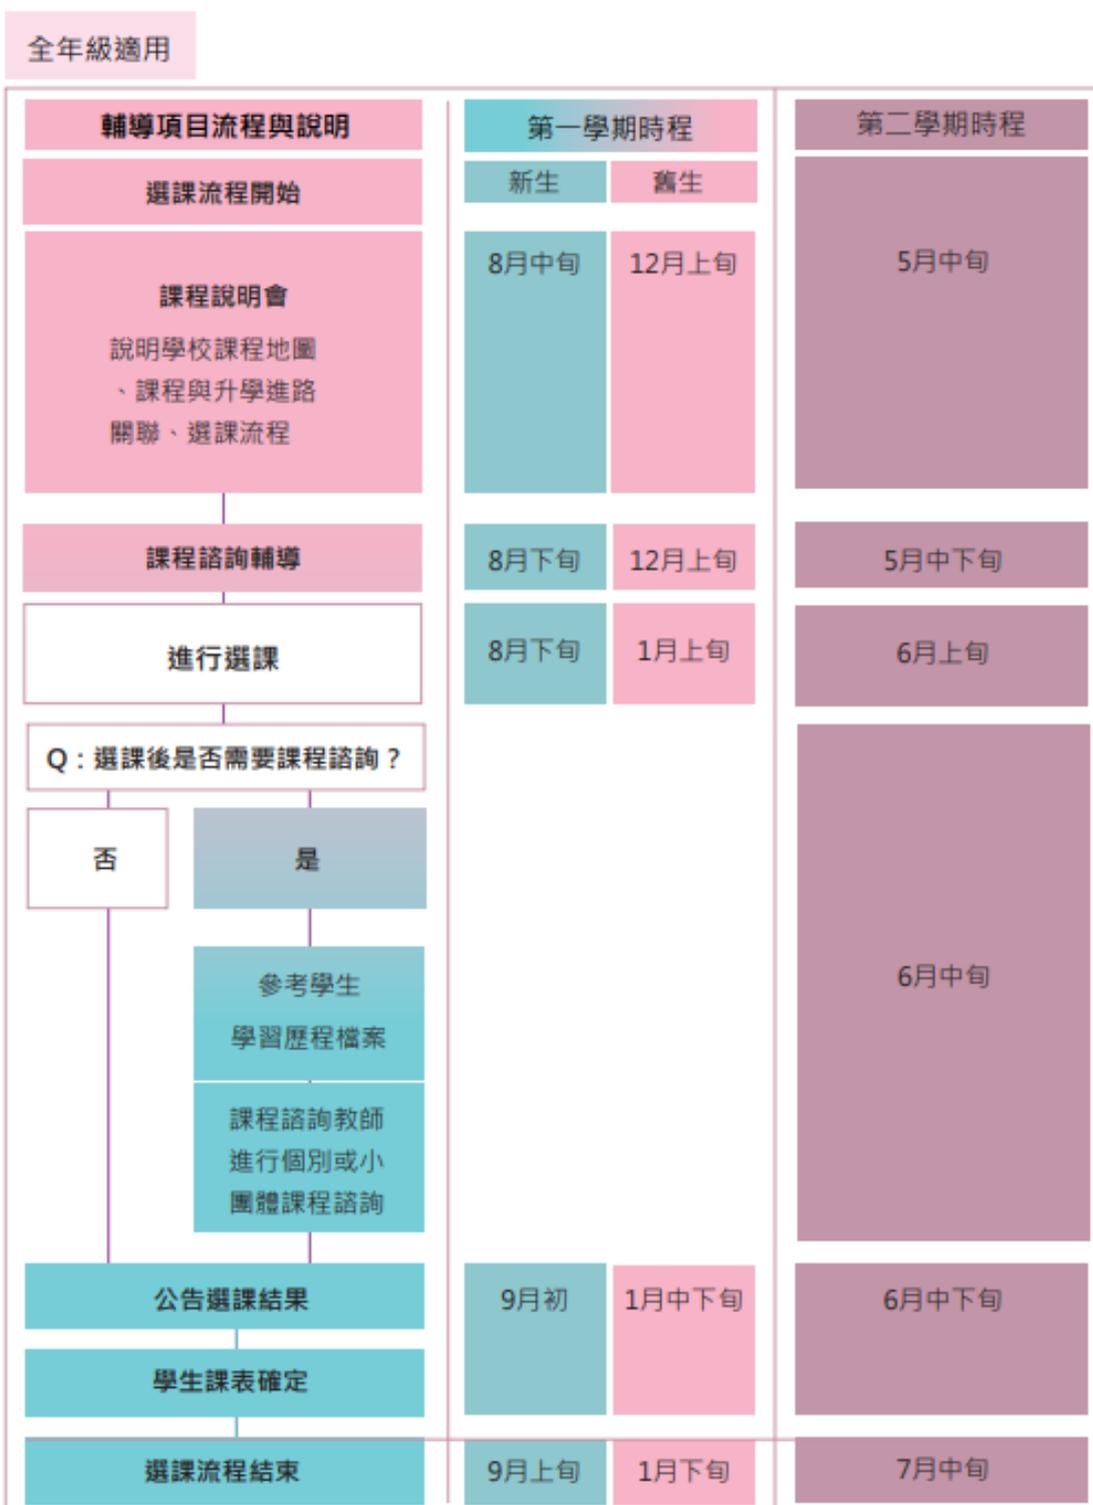 全年級適用
輔導項目流程與說明
第一學期時程
第二學期時程
選課流程開始
新生
舊生
課程說明會
說明學校課程地圖
、課程與升學進路
關聯、選課流程
8月中旬
12月上旬
5月中旬
課程諮詢輔導
8月下旬
12月上旬
5月中下旬
進行選課
8月下旬
1月上旬
6月上旬
Q：選課後是否需要課程諮詢？
否
是
參考學生
學習歷程檔案
課程諮詢教師
進行個別或小
團體課程諮詢
6月中旬
公告選課結果
9月初
1月中下旬
6月中下旬
學生課表確定
選課流程結束
9月上旬
1月下旬
7月中旬